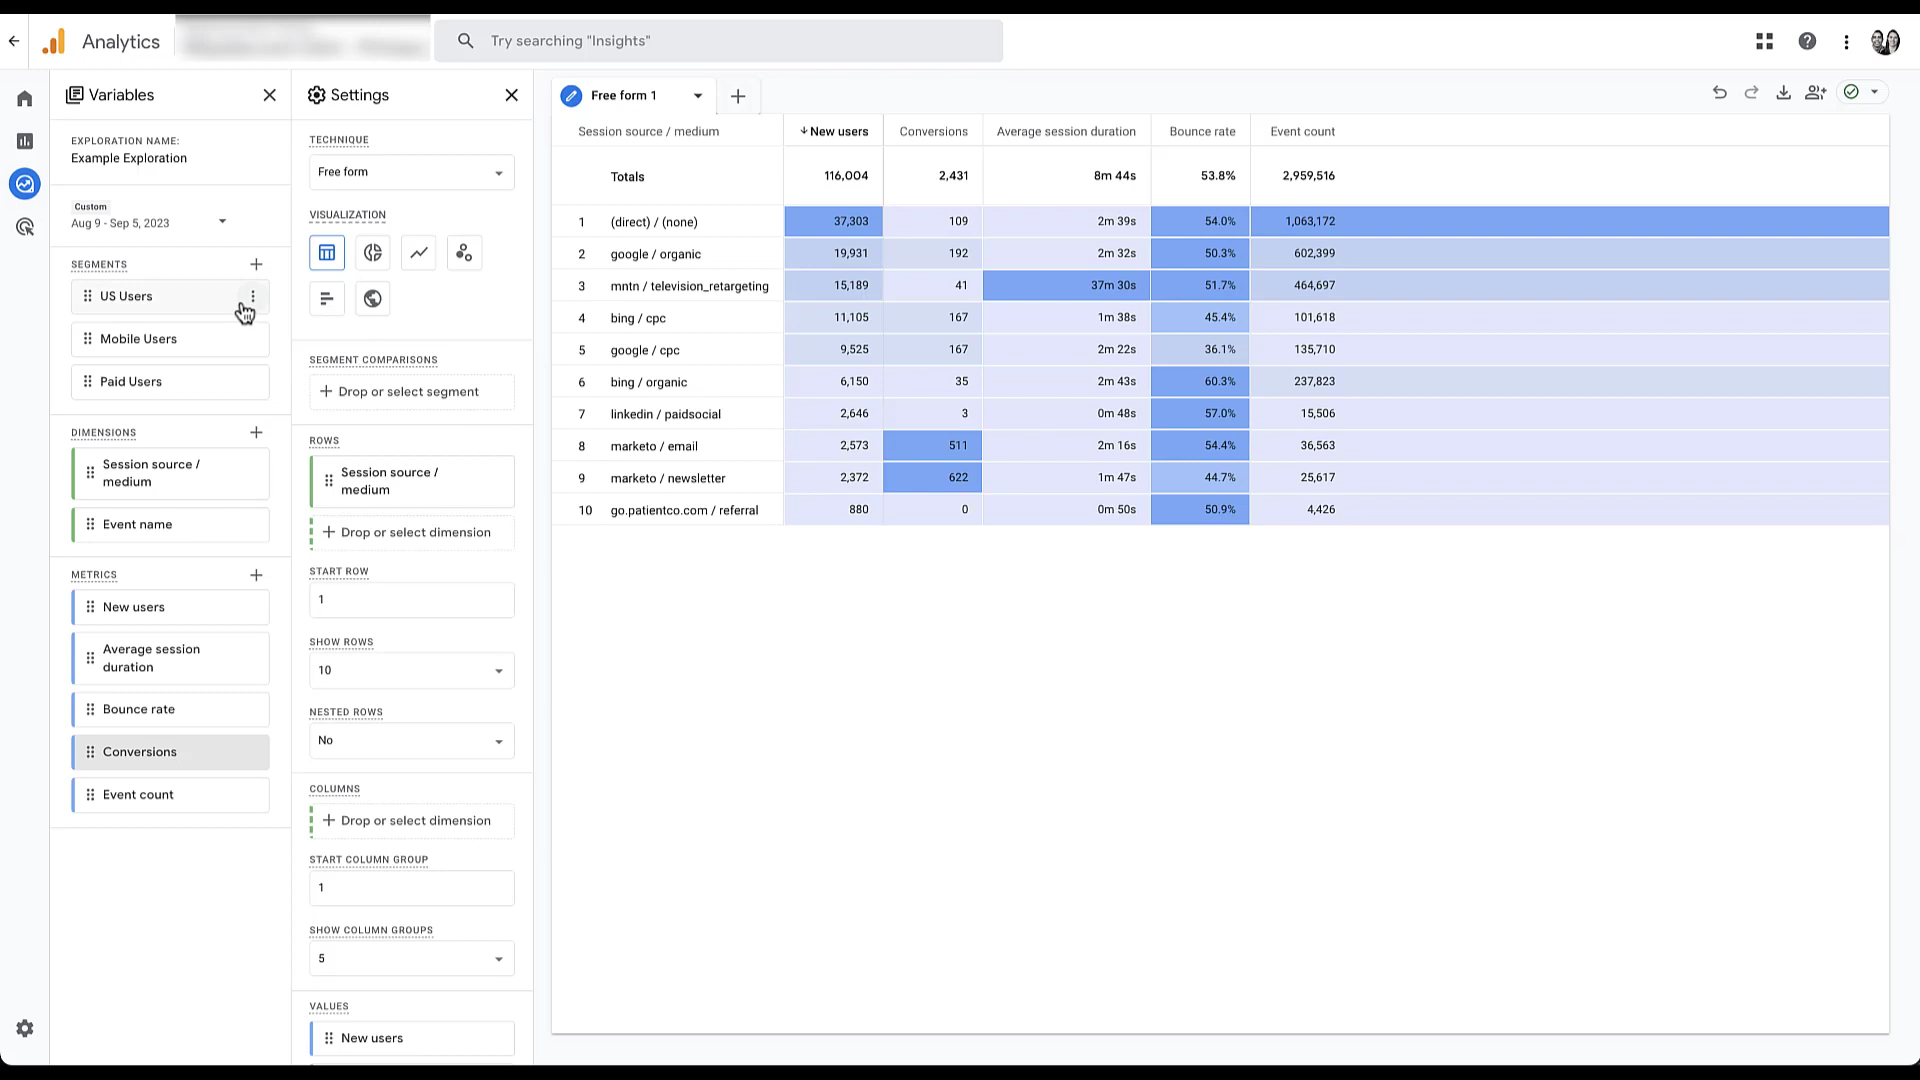 Analytics
Try searching "Insights"
Variables
EXPLORATION NAME:
Example Exploration
Custom
Aug 9 - Sep 5, 2023
SEGMENTS
US Users
Mobile Users
Paid Users
DIMENSIONS
Session source /
medium
Event name
METRICS
New users
Average session
duration
Bounce rate
Conversions
Event count
Settings
TECHNIQUE
Free form
VISUALIZATION
SEGMENT COMPARISONS
Drop or select segment
ROWS
Session source /
medium
Drop or select dimension
START ROW
1
SHOW ROWS
10
NESTED ROWS
No
COLUMNS
Drop or select dimension
START COLUMN GROUP
1
SHOW COLUMN GROUPS
5
VALUES
New users
Free form 1
Session source / medium New users Conversions Average session duration Bounce rate Event count
Totals 116,004 2,431 8m 44s 53.8% 2,959,516
1 (direct) / (none) 37,303 109 2m 39s 54.0% 1,063,172
2 google / organic 19,931 192 2m 32s 50.3% 602,399
3 mntn / television_retargeting 15,189 41 37m 30s 51.7% 464,697
4 bing / cpc 11,105 167 1m 38s 45.4% 101,618
5 google / cpc 9,525 167 2m 22s 36.1% 135,710
6 bing / organic 6,150 35 2m 43s 60.3% 237,823
7 linkedin / paidsocial 2,646 3 0m 48s 57.0% 15,506
8 marketo / email 2,573 511 2m 16s 54.4% 36,563
9 marketo / newsletter 2,372 622 1m 47s 44.7% 25,617
10 go.patientco.com / referral 880 0 0m 50s 50.9% 4,426